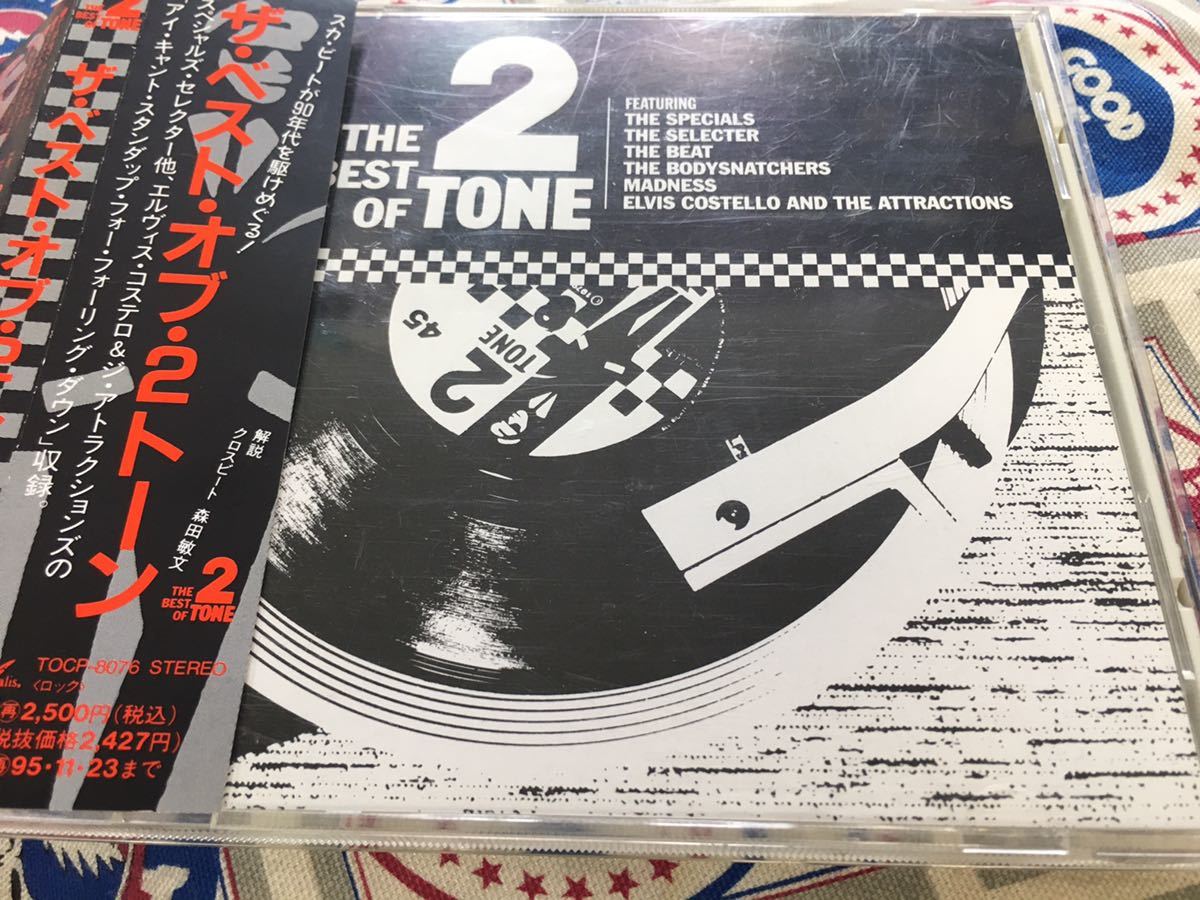 THE
BEST
OF
2
ザ・ベスト・オブ・2
スカ・ビートが90年代を駆けめぐる!
ザ・ベスト・オブ・2トーン
スペシャルズ、セレクター他、エルヴィス・コステロ&ジ・アトラクションズの
「アイ・キャント・スタンダップ・フォー・フォーリング・ダウン」収録。
解説
クロスビート 森田敏文
THE
BEST
OF
2
TONE
TOCP-8076 STEREO
〈ロック〉
再2,500円(税込)
税抜価格2,427円)
再95・11・23まで
THE
BEST
OF
2
TONE
FEATURING
THE SPECIALS
THE SELECTER
THE BEAT
THE BODYSNATCHERS
MADNESS
ELVIS COSTELLO AND THE ATTRACTIONS
45
2
TONE
GOOD